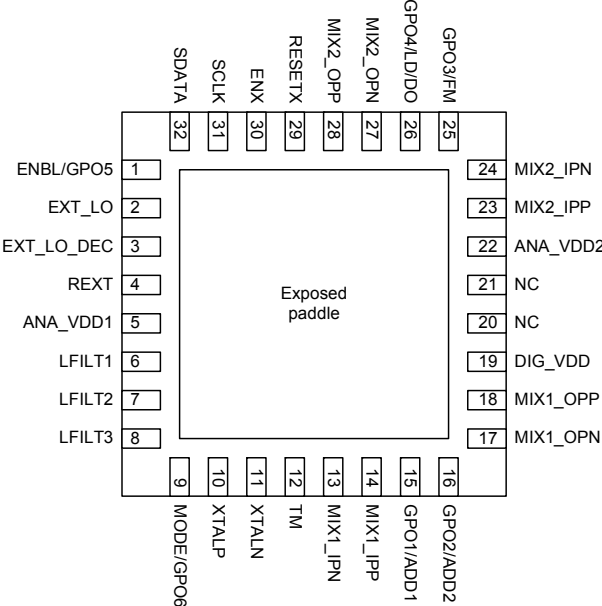 SDATA
SCLK
ENX
RESETX
MIX2_OPP
MIX2_OPN
GPO4/LD/DO
GPO3/FM
32
31
30
29
28
27
26
25
ENBL/GPO5 1
EXT_LO 2
EXT_LO_DEC 3
REXT 4
ANA_VDD1 5
LFILT1 6
LFILT2 7
LFILT3 8
Exposed
paddle
24 MIX2_IPN
23 MIX2_IPP
22 ANA_VDD2
21 NC
20 NC
19 DIG_VDD
18 MIX1_OPP
17 MIX1_OPN
9
10
11
12
13
14
15
16
MODE/GPO6
XTALP
XTALN
TM
MIX1_IPN
MIX1_IPP
GPO1/ADD1
GPO2/ADD2